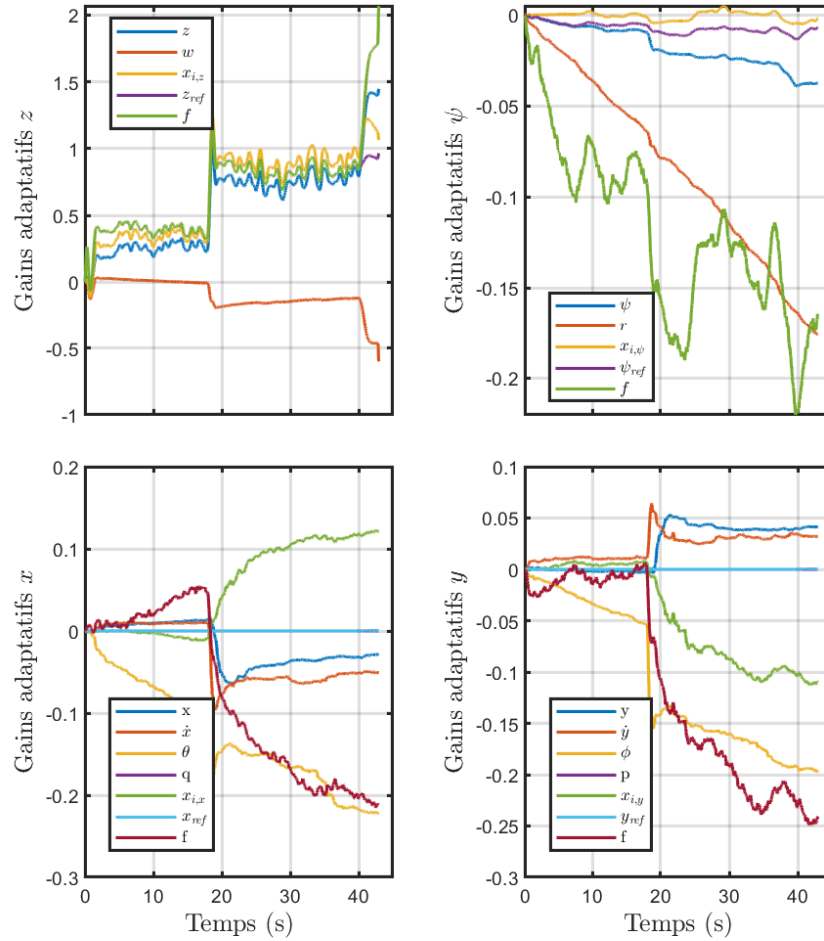 Gains adaptatifs z
2
1.5
1
0.5
0
-0.5
-1
0 10 20 30 40
z
w
x_{i,z}
z_{ref}
f
Gains adaptatifs ψ
0
-0.05
-0.1
-0.15
-0.2
0 10 20 30 40
ψ
r
x_{i,ψ}
ψ_{ref}
f
Gains adaptatifs x
0.2
0.1
0
-0.1
-0.2
-0.3
0 10 20 30 40
Temps (s)
x
ẋ
θ
q
x_{i,x}
x_{ref}
f
Gains adaptatifs y
0.1
0.05
0
-0.05
-0.1
-0.15
-0.2
-0.25
-0.3
0 10 20 30 40
Temps (s)
y
ẏ
ϕ
p
x_{i,y}
y_{ref}
f